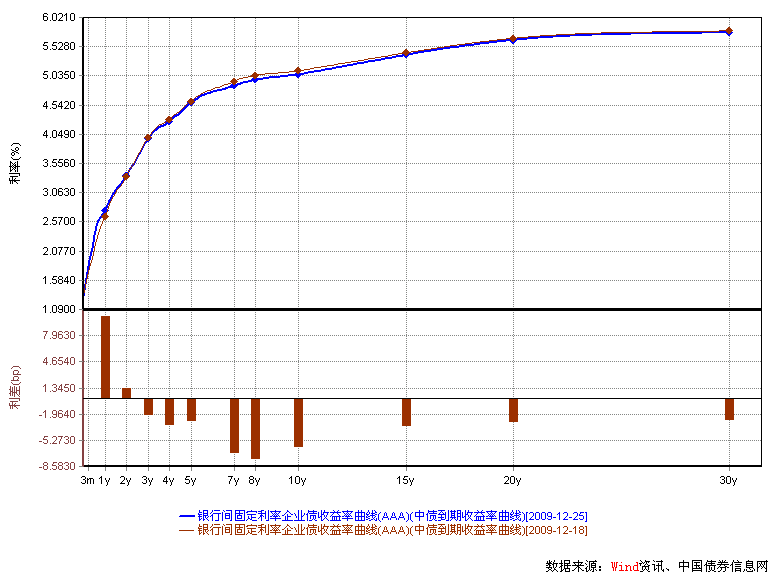 6.0210
5.5280
5.0350
4.5420
4.0490
3.5560
3.0630
2.5700
2.0770
1.5840
1.0900
利率(%)
7.9630
4.6540
1.3450
-1.9640
-5.2730
-8.5830
利差(bp)
3m 1y 2y 3y 4y 5y 7y 8y 10y 15y 20y 30y
银行间固定利率企业债收益率曲线(AAA)(中债到期收益率曲线)[2009-12-25]
银行间固定利率企业债收益率曲线(AAA)(中债到期收益率曲线)[2009-12-18]
数据来源：Wind资讯、中国债券信息网